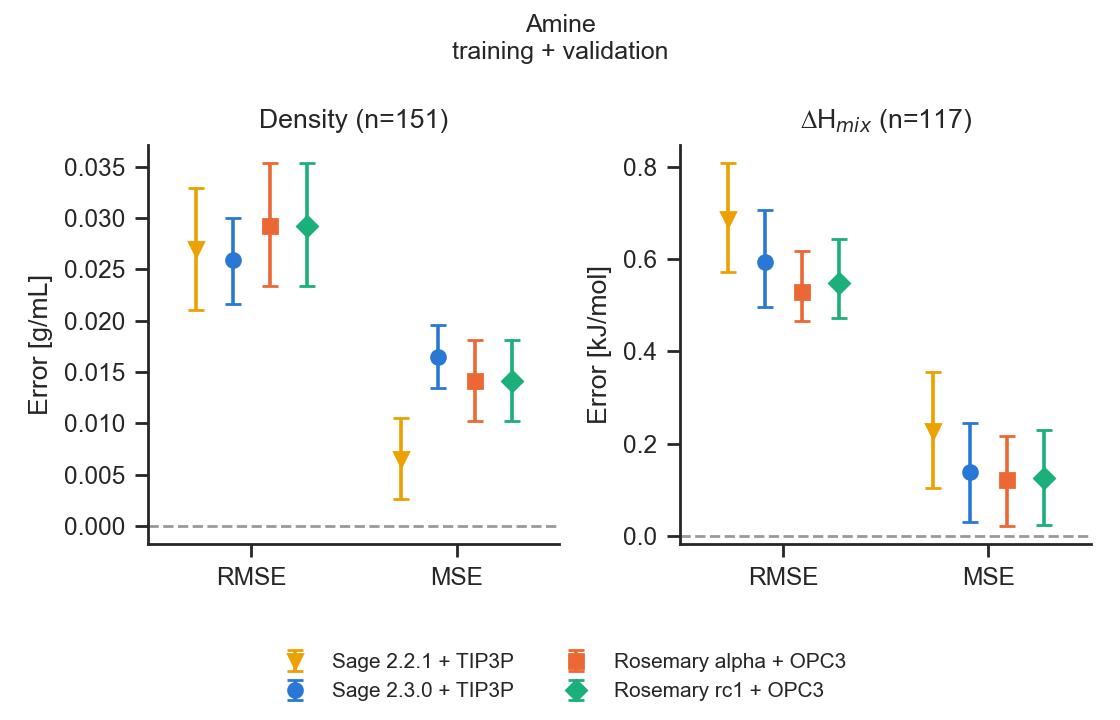 Amine
training + validation
Density (n=151)
ΔH_mix (n=117)
Error [g/mL]
0.035
0.030
0.025
0.020
0.015
0.010
0.005
0.000
RMSE
MSE
Error [kJ/mol]
0.8
0.6
0.4
0.2
0.0
RMSE
MSE
Sage 2.2.1 + TIP3P
Sage 2.3.0 + TIP3P
Rosemary alpha + OPC3
Rosemary rc1 + OPC3